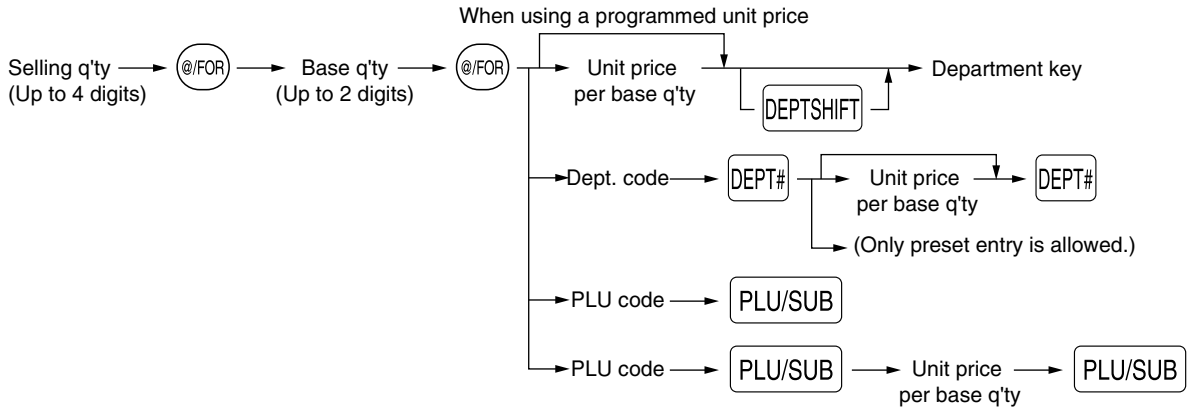 When using a programmed unit price
Selling q'ty @/FOR Base q'ty @/FOR Unit price Department key
(Up to 4 digits) (Up to 2 digits) per base q'ty
DEPTSHIFT
Dept. code DEPT# Unit price DEPT#
per base q'ty
(Only preset entry is allowed.)
PLU code PLU/SUB
PLU code PLU/SUB Unit price PLU/SUB
per base q'ty